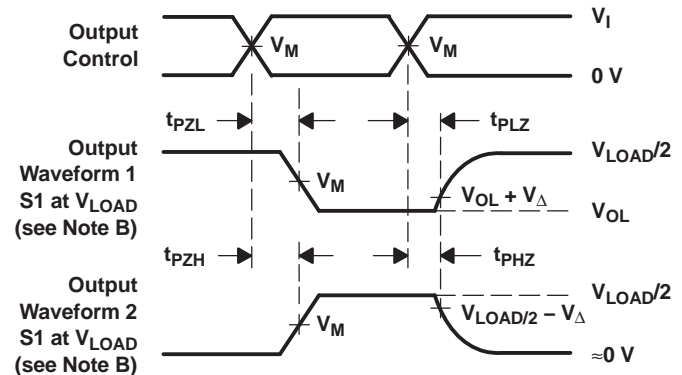 Output
Control
V_M
V_M
V_I
0 V
t_PZL
t_PLZ
Output
Waveform 1
S1 at V_LOAD
(see Note B)
V_M
V_OL + V_Δ
V_LOAD/2
V_OL
t_PZH
t_PHZ
Output
Waveform 2
S1 at V_LOAD
(see Note B)
V_M
V_LOAD/2 – V_Δ
V_LOAD/2
≈0 V